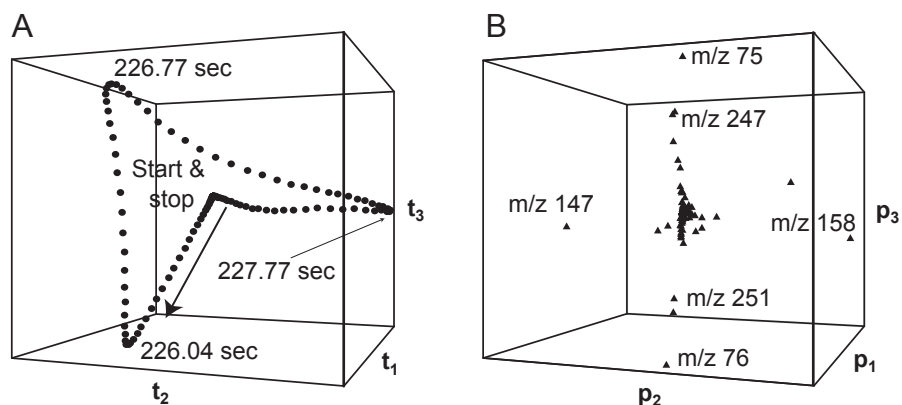 A
226.77 sec
Start &
stop
t3
227.77 sec
226.04 sec
t1
t2
B
m/z 75
m/z 247
m/z 147
m/z 158
p3
m/z 251
m/z 76
p1
p2